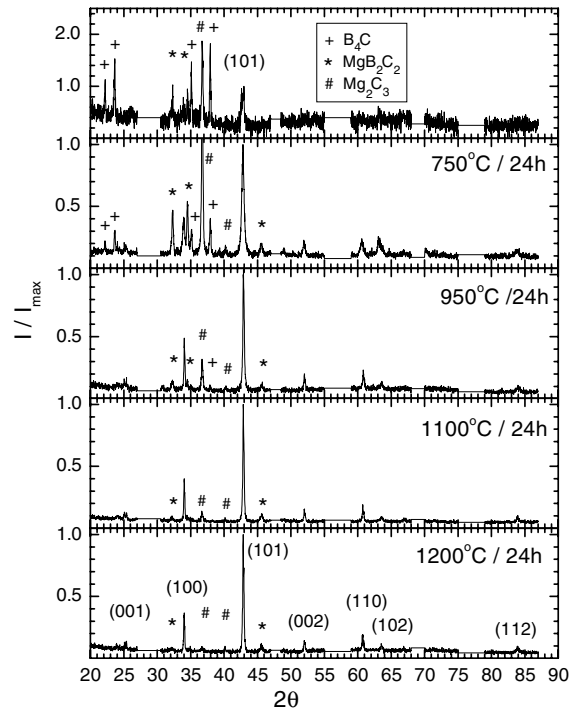 2.0
1.0
+ + * * + # + (101)
+ B₄C
* MgB₂C₂
# Mg₂C₃
1.0
0.5
+ + * * + # + # *
750°C / 24h
1.0
0.5
* * # + # *
950°C /24h
1.0
0.5
* # # *
1100°C / 24h
1.0
0.5
(001) * (100) # # (101) * (002) (110) (102) (112)
1200°C / 24h
20 25 30 35 40 45 50 55 60 65 70 75 80 85 90
2θ
I / Imax